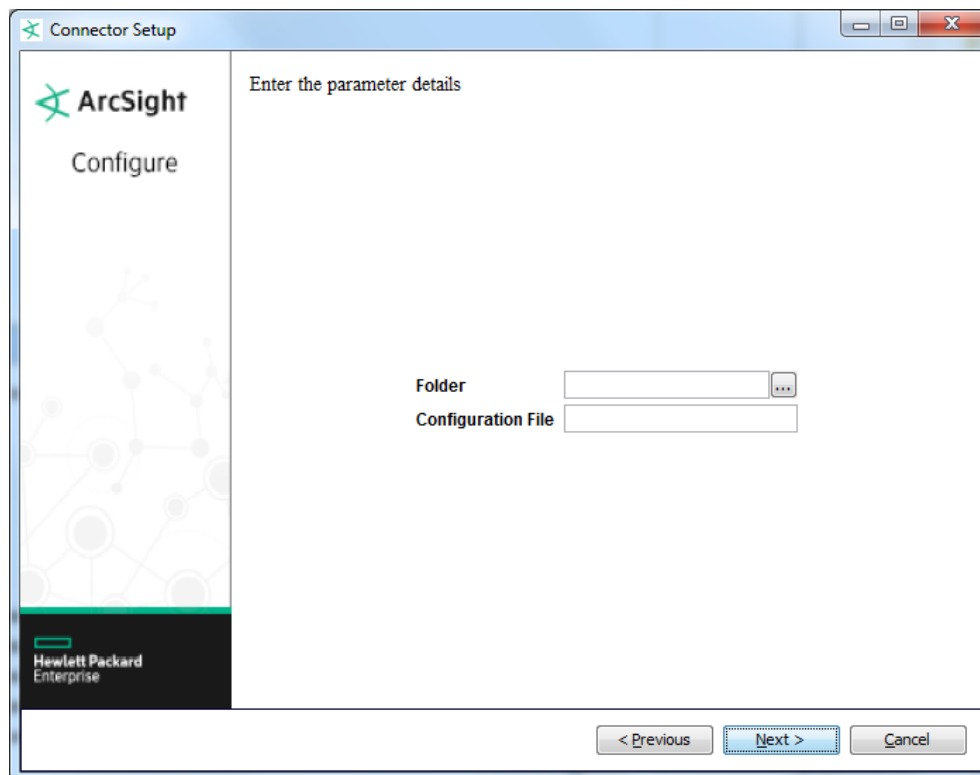 Connector Setup
ArcSight
Configure
Enter the parameter details
Folder
...
Configuration File
Hewlett Packard
Enterprise
< Previous
Next >
Cancel